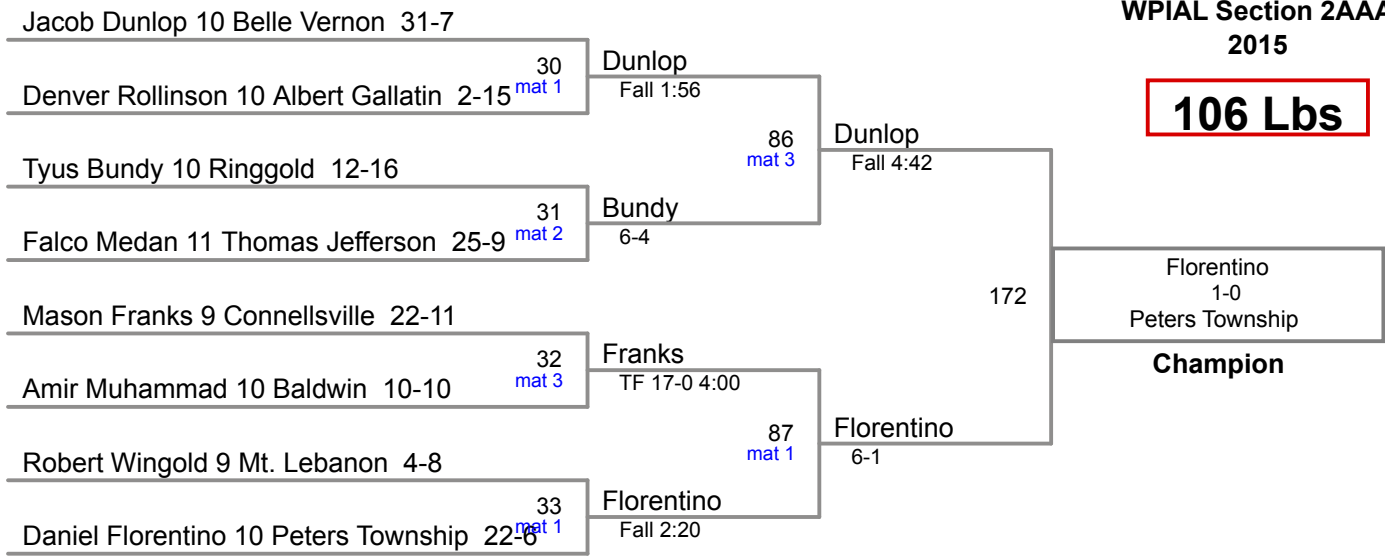 Jacob Dunlop 10 Belle Vernon 31-7
WPIAL Section 2AAA
2015
106 Lbs
30
mat 1
Dunlop
Fall 1:56
Denver Rollinson 10 Albert Gallatin 2-15
86
mat 3
Dunlop
Fall 4:42
Tyus Bundy 10 Ringgold 12-16
31
mat 2
Bundy
6-4
Falco Medan 11 Thomas Jefferson 25-9
172
Florentino
1-0
Peters Township
Champion
Mason Franks 9 Connellsville 22-11
32
mat 3
Franks
TF 17-0 4:00
Amir Muhammad 10 Baldwin 10-10
87
mat 1
Florentino
6-1
Robert Wingold 9 Mt. Lebanon 4-8
33
mat 1
Florentino
Fall 2:20
Daniel Florentino 10 Peters Township 22-6